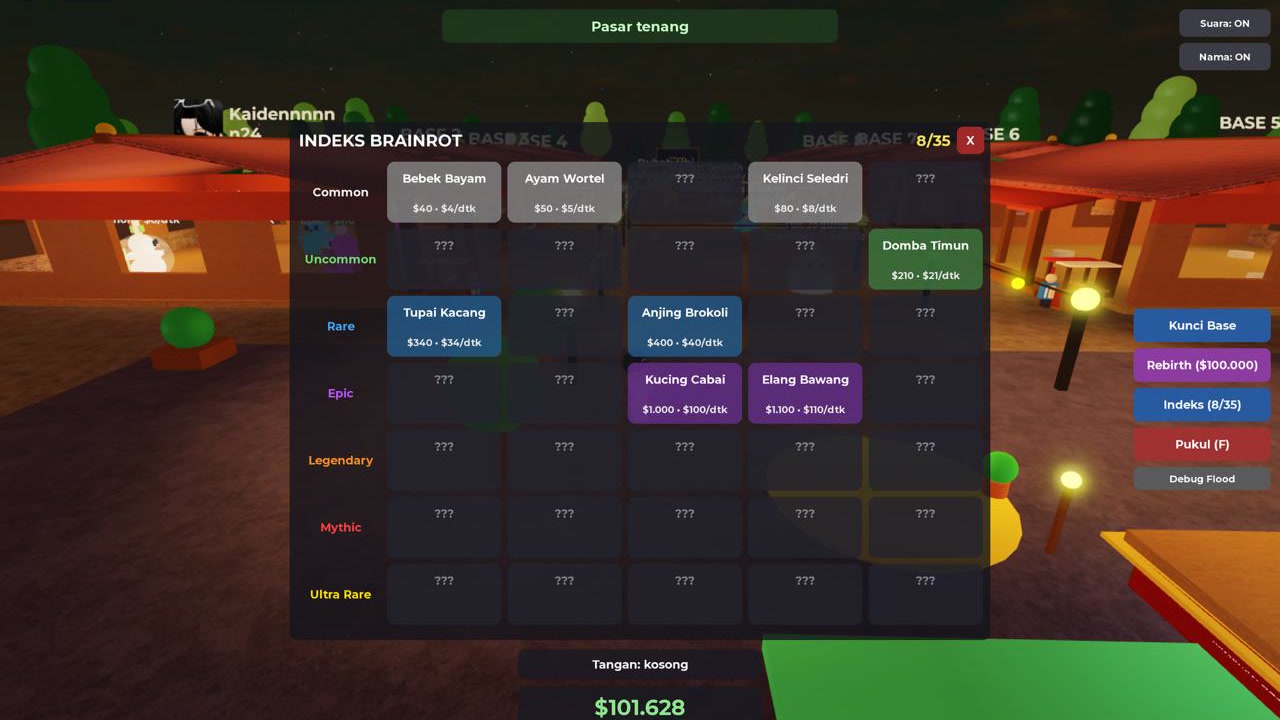 Pasar tenang
Suara: ON
Nama: ON
Kaidennnnn
n24
BASE 4
BASE 7
BASE 6
BASE 5
INDEKS BRAINROT
8/35
X
Common
Bebek Bayam
$40 • $4/dtk
Ayam Wortel
$50 • $5/dtk
???
Kelinci Seledri
$80 • $8/dtk
???
Uncommon
???
???
???
???
Domba Timun
$210 • $21/dtk
Rare
Tupai Kacang
$340 • $34/dtk
???
Anjing Brokoli
$400 • $40/dtk
???
???
Epic
???
???
Kucing Cabai
$1.000 • $100/dtk
Elang Bawang
$1.100 • $110/dtk
???
Legendary
???
???
???
???
???
Mythic
???
???
???
???
???
Ultra Rare
???
???
???
???
???
Kunci Base
Rebirth ($100.000)
Indeks (8/35)
Pukul (F)
Debug Flood
Tangan: kosong
$101.628